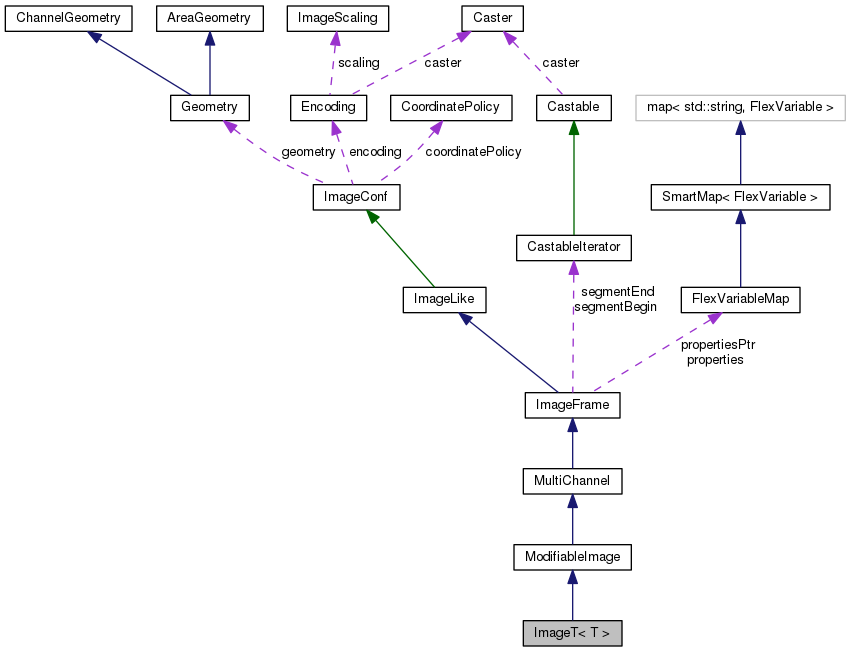 ChannelGeometry
AreaGeometry
ImageScaling
Caster
scaling
caster
caster
Geometry
Encoding
CoordinatePolicy
Castable
map< std::string, FlexVariable >
geometry
encoding
coordinatePolicy
ImageConf
SmartMap< FlexVariable >
CastableIterator
ImageLike
segmentEnd
segmentBegin
FlexVariableMap
propertiesPtr
properties
ImageFrame
MultiChannel
ModifiableImage
ImageT< T >